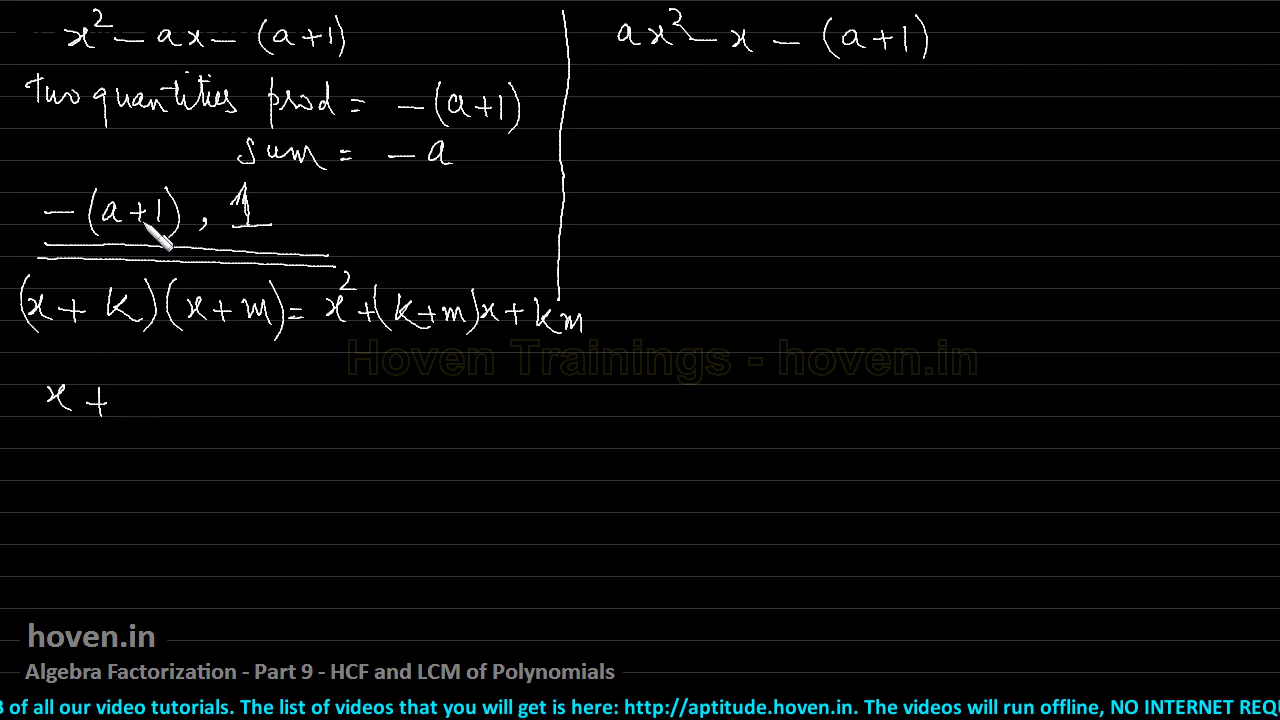 x² – ax – (a+1)
two quantities prod = – (a+1)
sum = – a
– (a+1), 1
(x + k)(x+m) = x² + (k+m)x + km
x +
ax² – x – (a+1)
Hoven Trainings - hoven.in
hoven.in
Algebra Factorization - Part 9 - HCF and LCM of Polynomials
of all our video tutorials. The list of videos that you will get is here: http://aptitude.hoven.in. The videos will run offline, NO INTERNET REQU